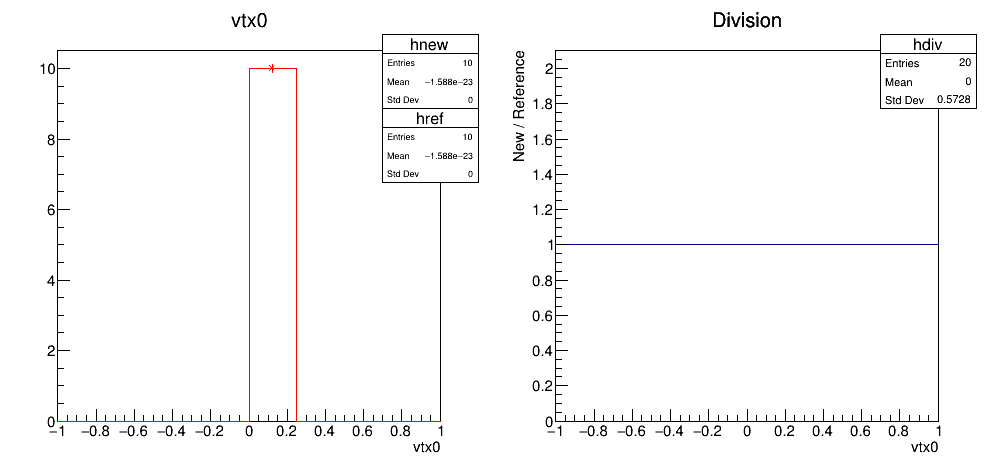 vtx0
hnew
Entries 10
Mean −1.588e−23
Std Dev 0
href
Entries 10
Mean −1.588e−23
Std Dev 0
10
8
6
4
2
0
−1 −0.8 −0.6 −0.4 −0.2 0 0.2 0.4 0.6 0.8 1
vtx0
Division
hdiv
Entries 20
Mean 0
Std Dev 0.5728
New / Reference
2
1.8
1.6
1.4
1.2
1
0.8
0.6
0.4
0.2
0
−1 −0.8 −0.6 −0.4 −0.2 0 0.2 0.4 0.6 0.8 1
vtx0